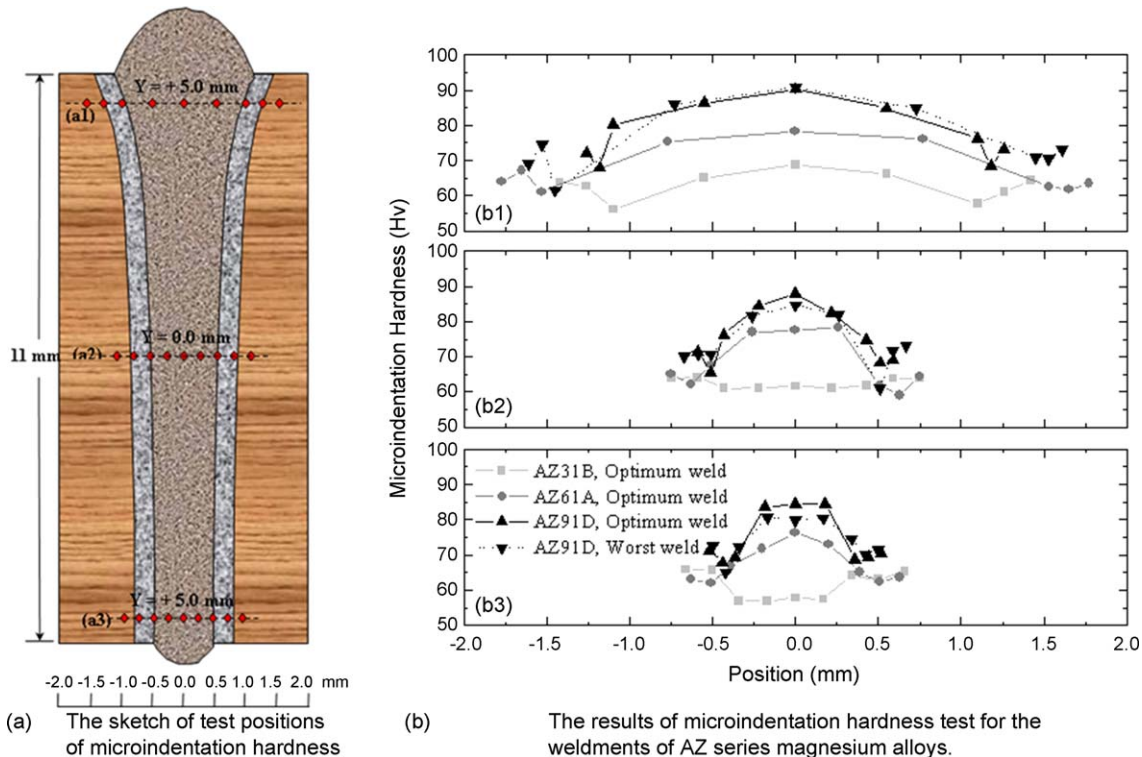 Y = + 5.0 mm
(a1)
11 mm
Y = 0.0 mm
(a2)
Y = + 5.0 mm
(a3)
-2.0 -1.5 -1.0 -0.5 0.0 0.5 1.0 1.5 2.0 mm
(a) The sketch of test positions
of microindentation hardness
Microindentation Hardness (Hv)
100
90
80
70
60
50
(b1)
100
90
80
70
60
50
(b2)
100
90
80
70
60
50
AZ31B, Optimum weld
AZ61A, Optimum weld
AZ91D, Optimum weld
AZ91D, Worst weld
(b3)
-2.0 -1.5 -1.0 -0.5 0.0 0.5 1.0 1.5 2.0
Position (mm)
(b) The results of microindentation hardness test for the
weldments of AZ series magnesium alloys.